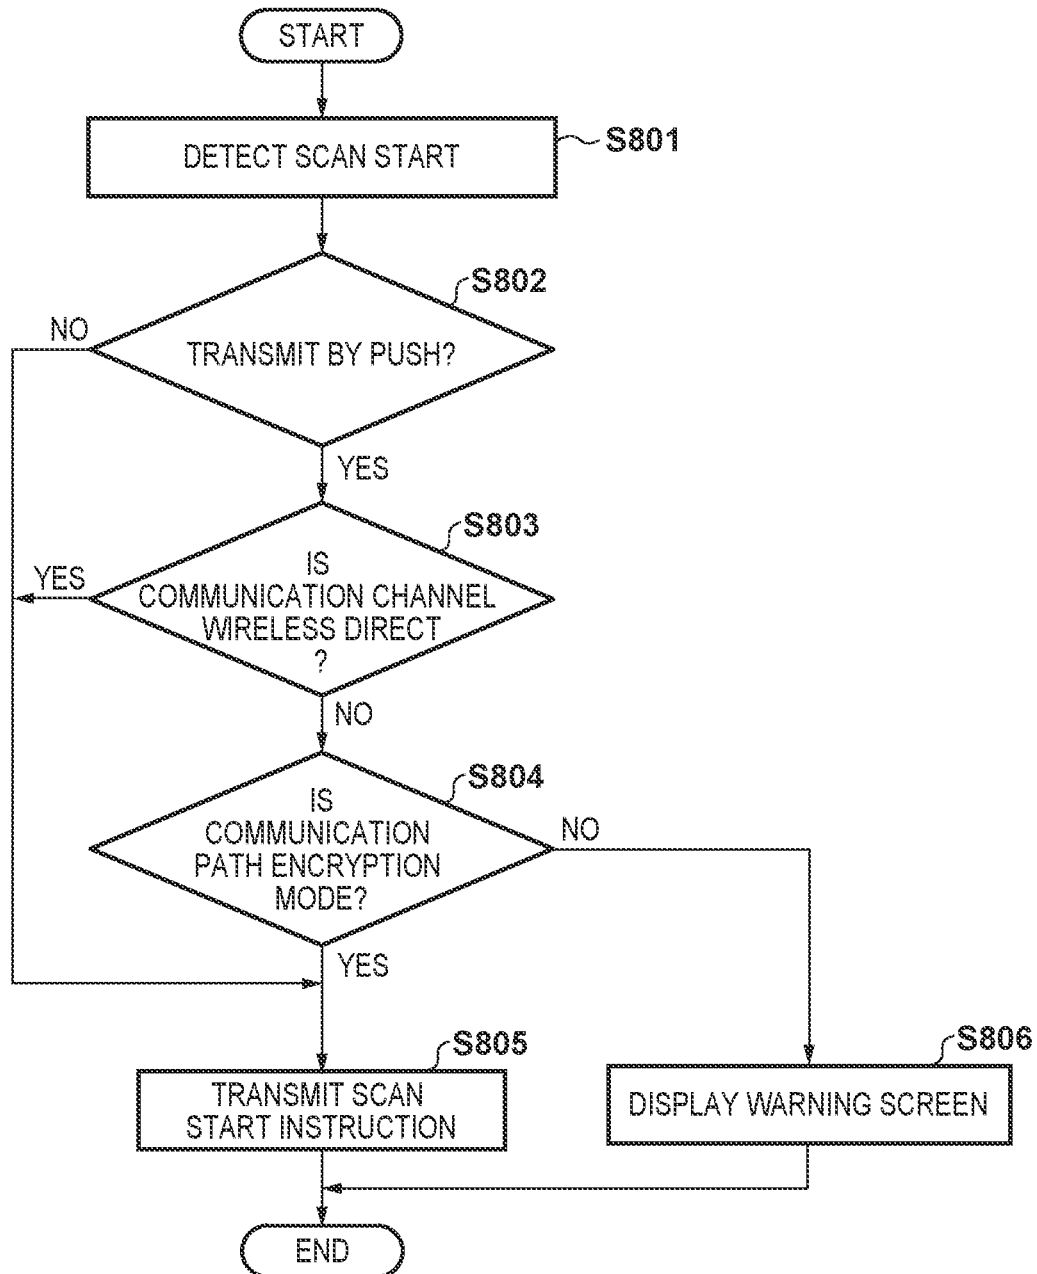 START
DETECT SCAN START
S801
S802
NO
TRANSMIT BY PUSH?
YES
S803
YES
IS
COMMUNICATION CHANNEL
WIRELESS DIRECT
?
NO
S804
IS
COMMUNICATION
PATH ENCRYPTION
MODE?
NO
YES
S805
TRANSMIT SCAN
START INSTRUCTION
S806
DISPLAY WARNING SCREEN
END